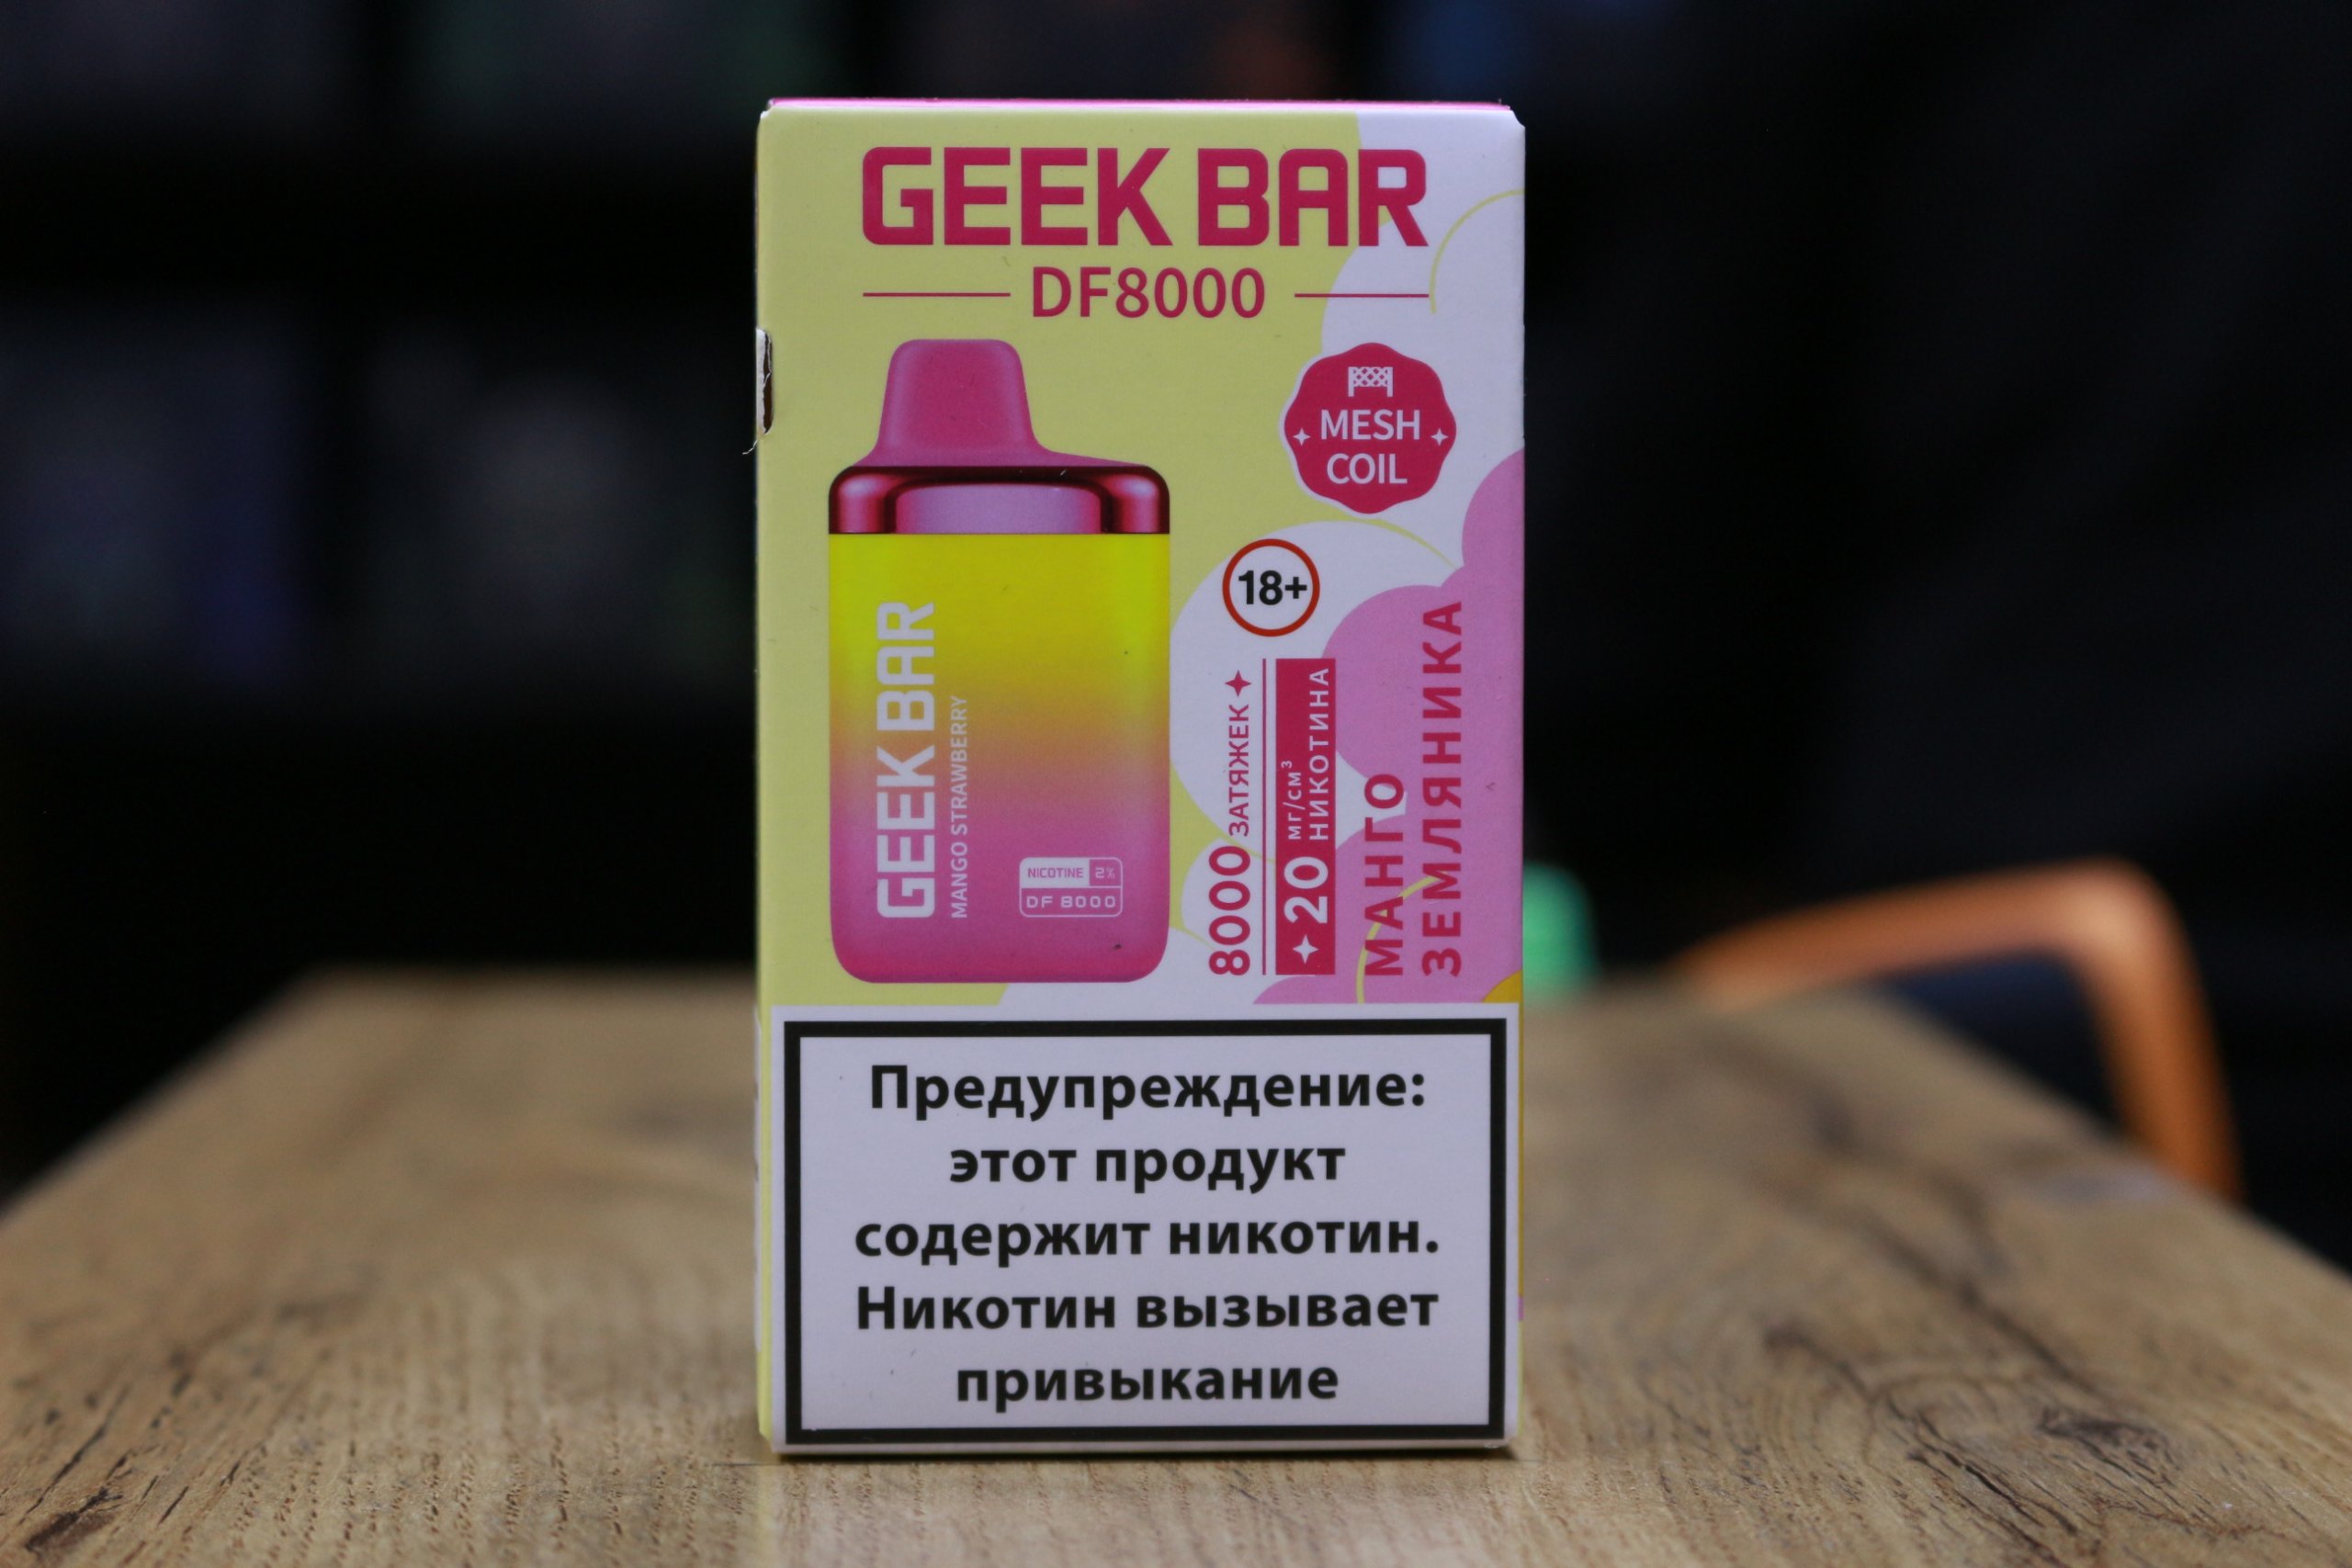 GEEK BAR
DF8000
MESH
COIL
18+
GEEK BAR
MANGO STRAWBERRY
NICOTINE 2%
DF 8000
8000 ЗАТЯЖЕК
20 мг/см³
НИКОТИНА
МАНГО
ЗЕМЛЯНИКА
Предупреждение:
этот продукт
содержит никотин.
Никотин вызывает
привыкание